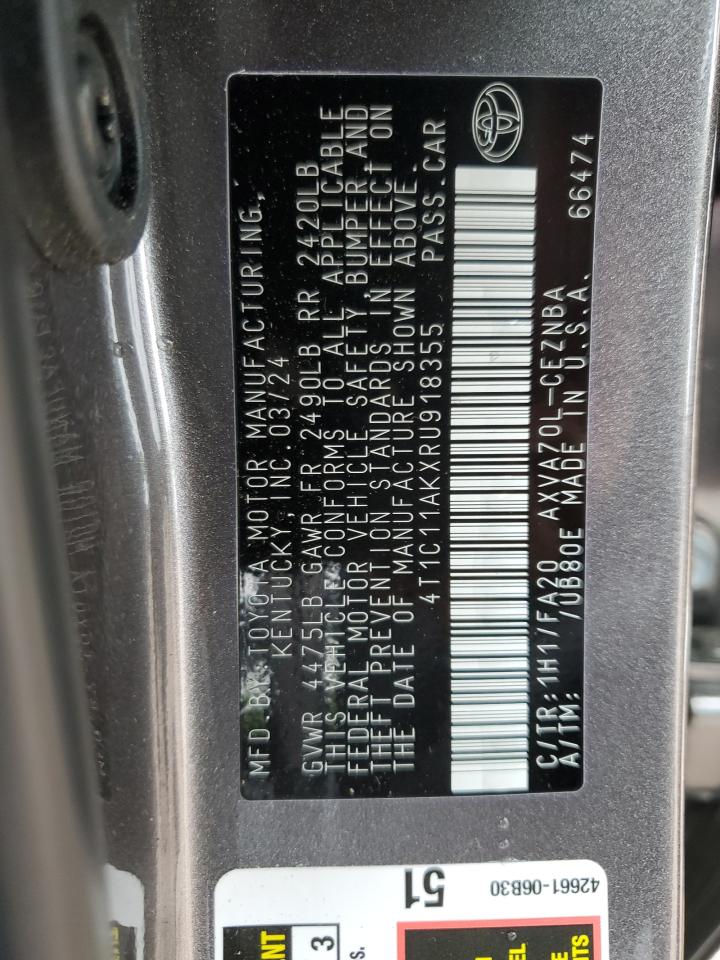 MFD. BY: TOYOTA MOTOR MANUFACTURING,
KENTUCKY, INC. 03/24
GVWR 4475LB GAWR FR 2490LB RR 2420LB
THIS VEHICLE CONFORMS TO ALL APPLICABLE
FEDERAL MOTOR VEHICLE SAFETY, BUMPER, AND
THEFT PREVENTION STANDARDS IN EFFECT ON
THE DATE OF MANUFACTURE SHOWN ABOVE.
4T1C11AKXRU918355 PASS.CAR
C/TR: 1H1/FA20 AXVA70L-CEZNBA
A/TM: /UB80E MADE IN U.S.A. 66474
51
42661-06B30
3